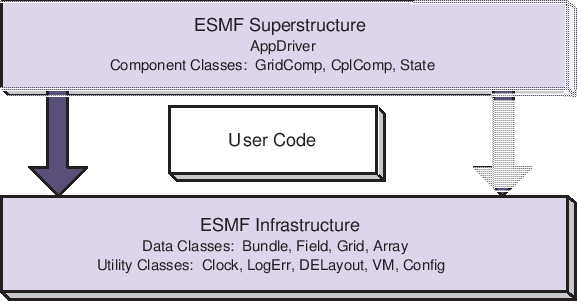 ESMF Superstructure
AppDriver
Component Classes: GridComp, CplComp, State
User Code
ESMF Infrastructure
Data Classes: Bundle, Field, Grid, Array
Utility Classes: Clock, LogErr, DELayout, VM, Config